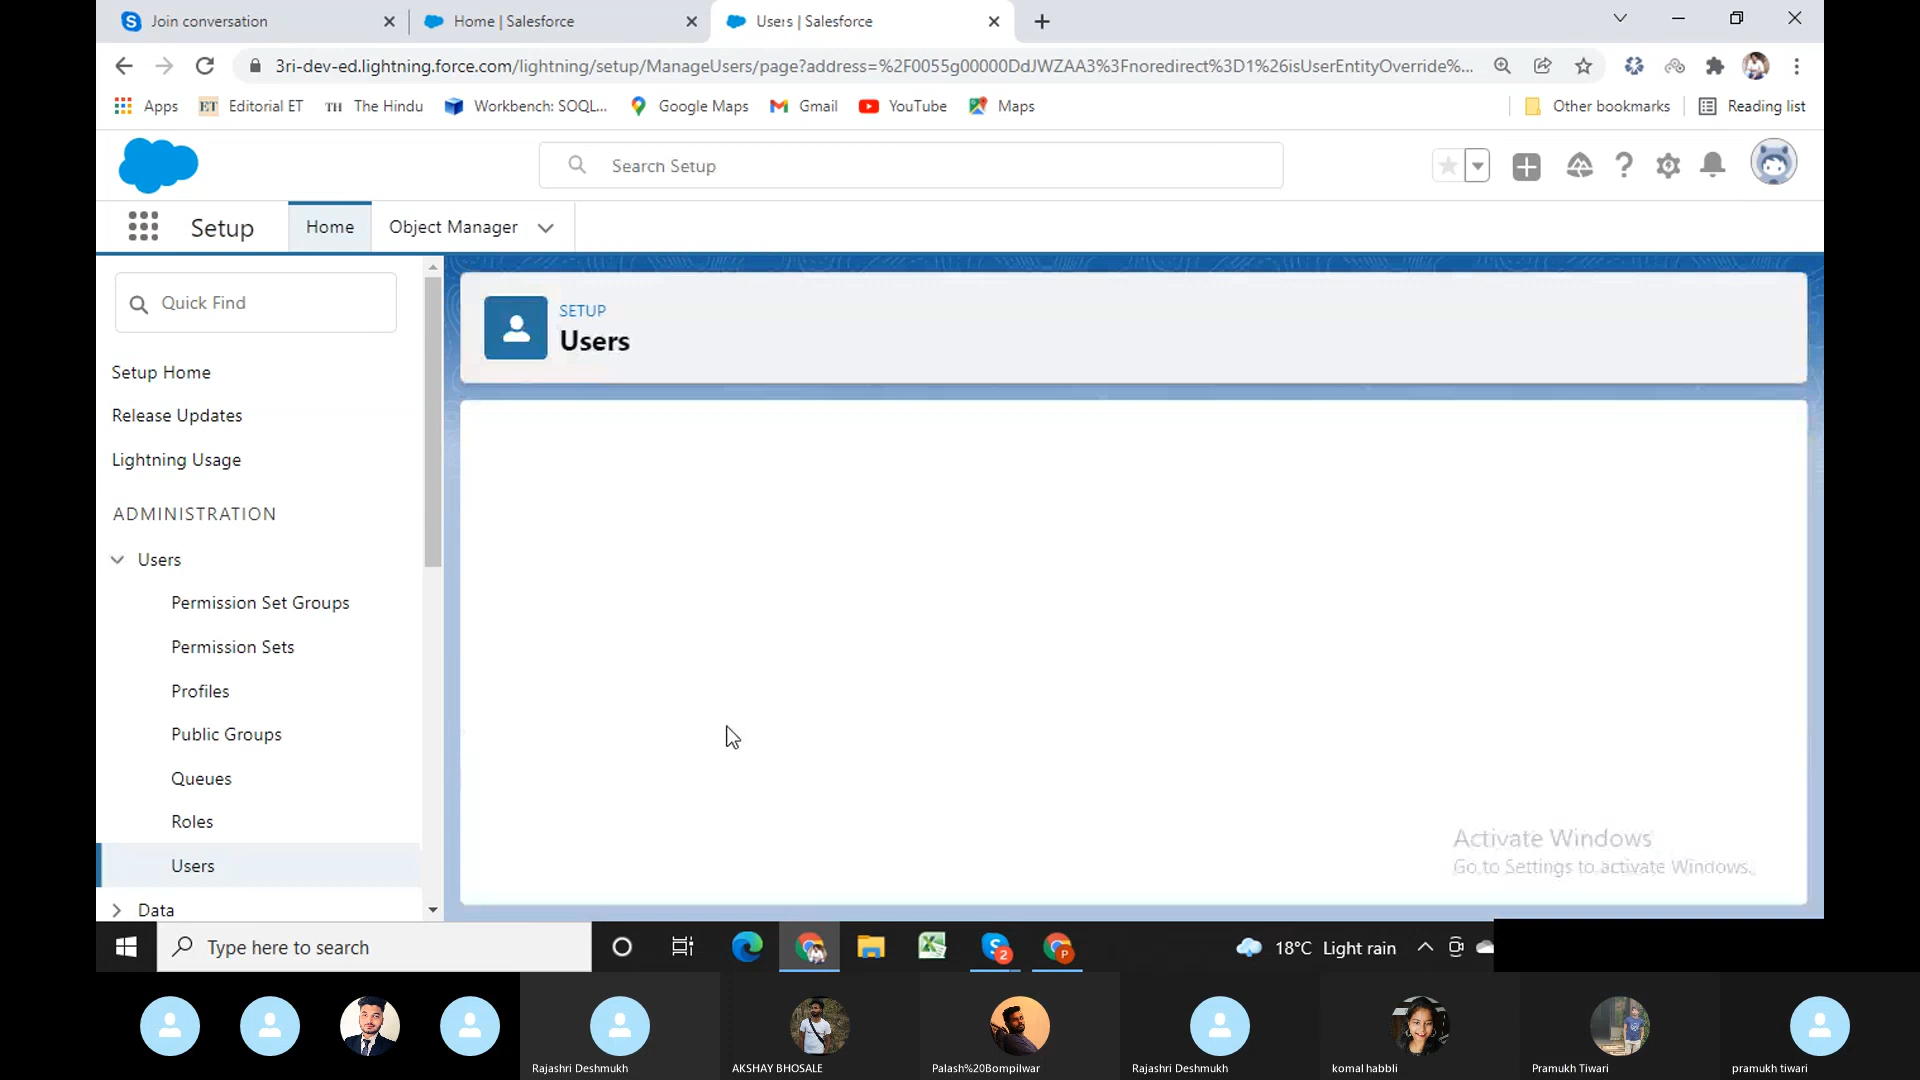 Join conversation
Home | Salesforce
Users | Salesforce
3ri-dev-ed.lightning.force.com/lightning/setup/ManageUsers/page?address=%2F0055g00000DdJWZAA3%3Fnoredirect%3D1%26isUserEntityOverride%...
Apps
ET Editorial ET
TH The Hindu
Workbench: SOQL...
Google Maps
Gmail
YouTube
Maps
Other bookmarks
Reading list
Search Setup
Setup
Home
Object Manager
Quick Find
SETUP
Users
Setup Home
Release Updates
Lightning Usage
ADMINISTRATION
Users
Permission Set Groups
Permission Sets
Profiles
Public Groups
Queues
Roles
Users
Data
Activate Windows
Go to Settings to activate Windows.
Type here to search
2
P
18°C Light rain
Rajashri Deshmukh
AKSHAY BHOSALE
Palash%20Bompilwar
Rajashri Deshmukh
komal habbli
Pramukh Tiwari
pramukh tiwari